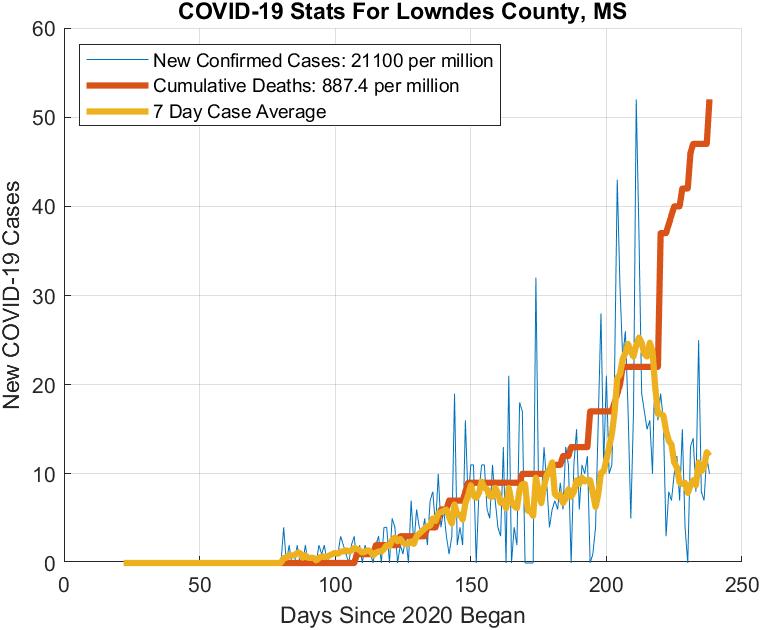 COVID-19 Stats For Lowndes County, MS
New Confirmed Cases: 21100 per million
Cumulative Deaths: 887.4 per million
7 Day Case Average
New COVID-19 Cases
60
50
40
30
20
10
0
0 50 100 150 200 250
Days Since 2020 Began